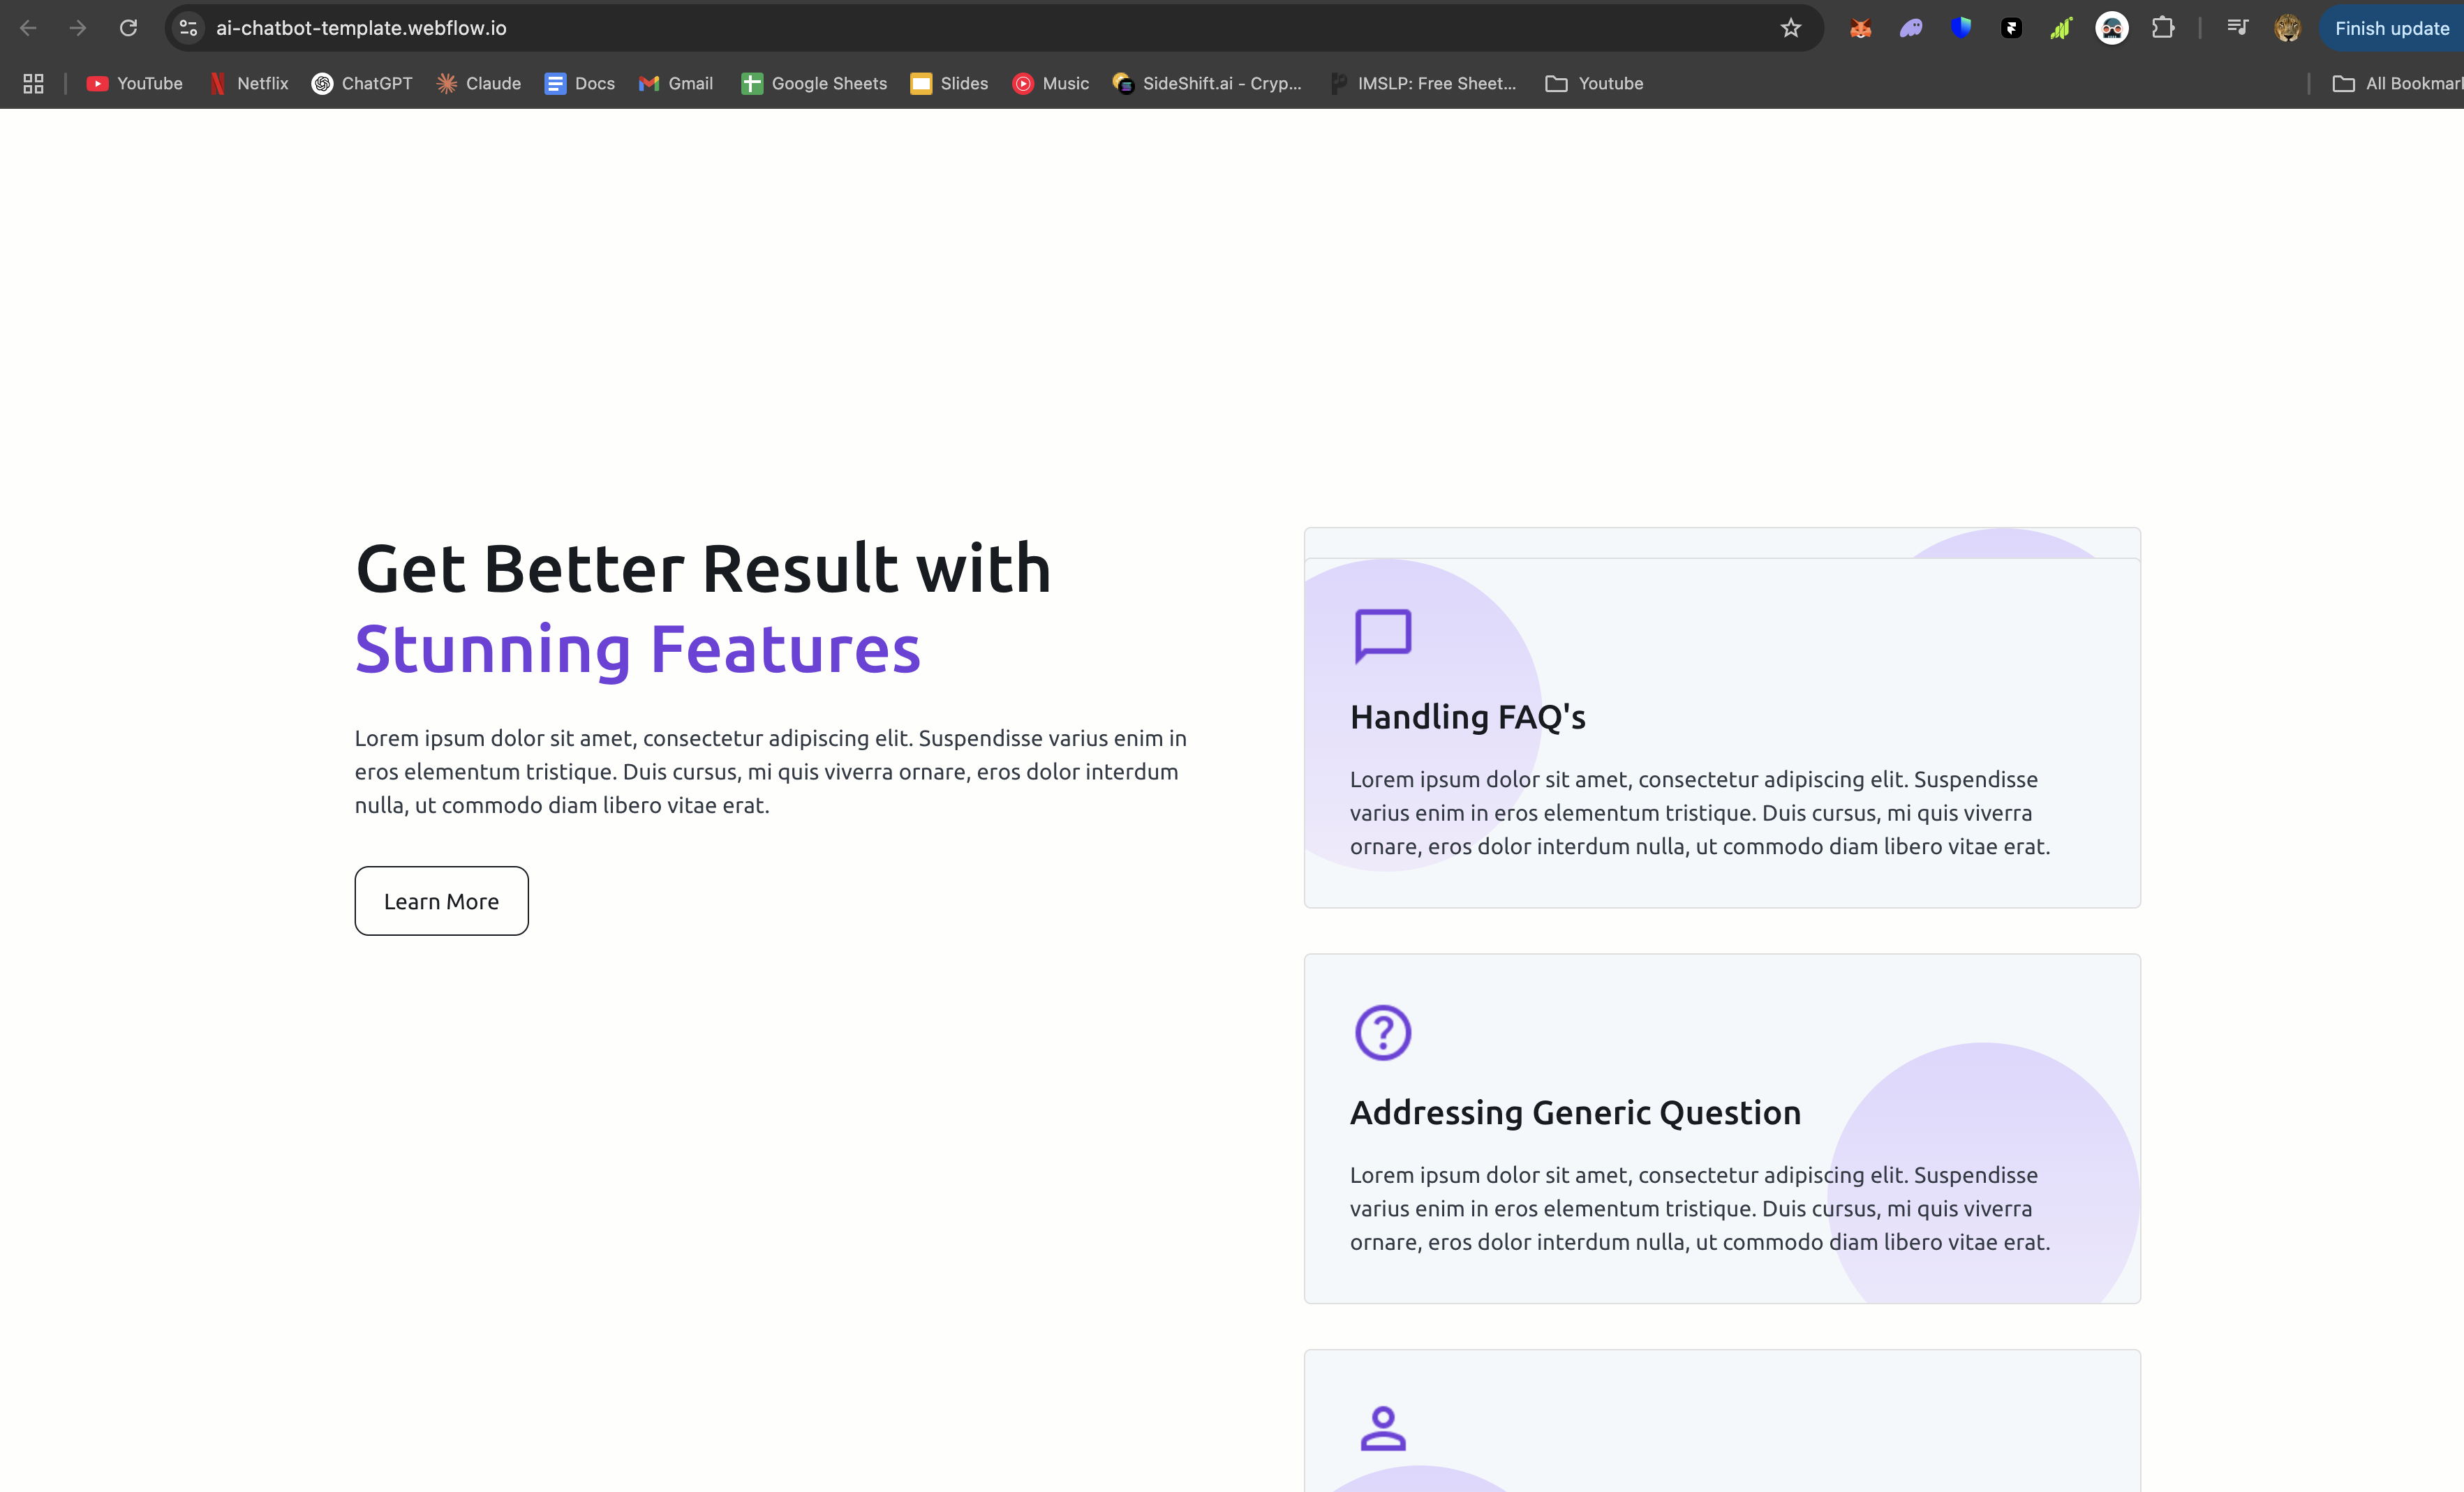 ai-chatbot-template.webflow.io
Finish update
YouTube
Netflix
ChatGPT
Claude
Docs
Gmail
Google Sheets
Slides
Music
SideShift.ai - Cryp...
IMSLP: Free Sheet...
Youtube
All Bookmar
Get Better Result with
Stunning Features
Lorem ipsum dolor sit amet, consectetur adipiscing elit. Suspendisse varius enim in
eros elementum tristique. Duis cursus, mi quis viverra ornare, eros dolor interdum
nulla, ut commodo diam libero vitae erat.
Learn More
Handling FAQ's
Lorem ipsum dolor sit amet, consectetur adipiscing elit. Suspendisse
varius enim in eros elementum tristique. Duis cursus, mi quis viverra
ornare, eros dolor interdum nulla, ut commodo diam libero vitae erat.
Addressing Generic Question
Lorem ipsum dolor sit amet, consectetur adipiscing elit. Suspendisse
varius enim in eros elementum tristique. Duis cursus, mi quis viverra
ornare, eros dolor interdum nulla, ut commodo diam libero vitae erat.